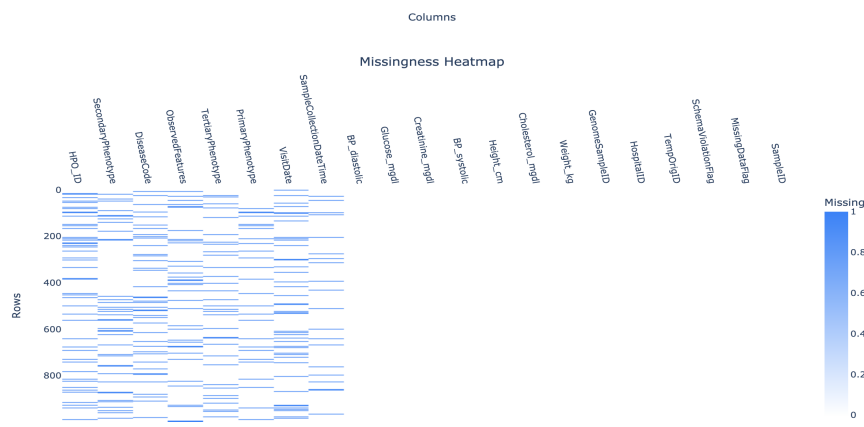 Columns
Missingness Heatmap
HPO_ID
SecondaryPhenotype
DiseaseCode
ObservedFeatures
TertiaryPhenotype
PrimaryPhenotype
VisitDate
SampleCollectionDateTime
BP_diastolic
Glucose_mgdl
Creatinine_mgdl
BP_systolic
Height_cm
Cholesterol_mgdl
Weight_kg
GenomeSampleID
HospitalID
TempOrigID
SchemaViolationFlag
MissingDataFlag
SampleID
Missing
1
0.8
0.6
0.4
0.2
0
Rows
0
200
400
600
800